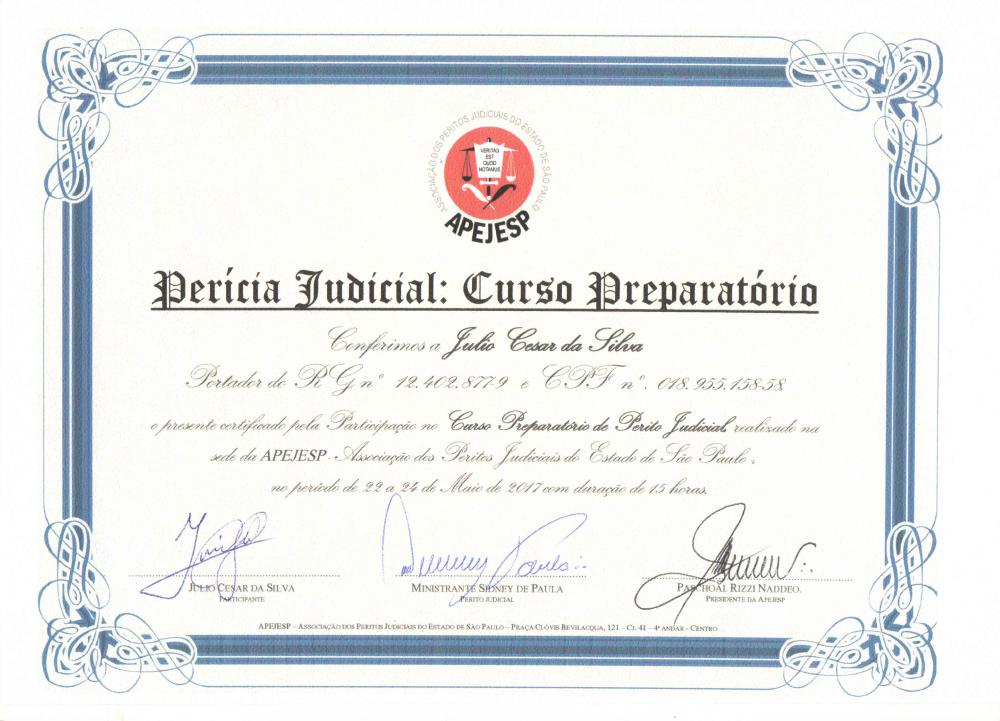 ASSOCIAÇÃO DOS PERITOS JUDICIAIS DO ESTADO DE SÃO PAULO
VERITAS
EST
QUOD
NOTAMUS
APEJESP
Perícia Judicial: Curso Preparatório
Conferimos a Julio Cesar da Silva
Portador do RG nº 12.402.877-9 e CPF nº. 018.955.158-58
o presente certificado pela Participação no Curso Preparatório de Perito Judicial, realizado na
sede da APEJESP - Associação dos Peritos Judiciais do Estado de São Paulo,
no período de 22 a 24 de Maio de 2017 com duração de 15 horas.
JULIO CESAR DA SILVA
PARTICIPANTE
MINISTRANTE SIDNEY DE PAULA
PERITO JUDICIAL
PASCHOAL RIZZI NADDEO.
PRESIDENTE DA APEJESP
APEJESP – ASSOCIAÇÃO DOS PERITOS JUDICIAIS DO ESTADO DE SÃO PAULO – PRAÇA CLÓVIS BEVILACQUA, 121 – CJ. 41 – 4º ANDAR - CENTRO